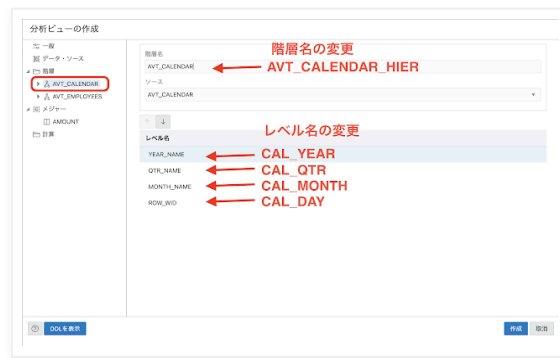 分析ビューの作成
一般
データ・ソース
階層
AVT_CALENDAR
AVT_EMPLOYEES
メジャー
AMOUNT
計算
階層名
階層名の変更
AVT_CALENDAR
AVT_CALENDAR_HIER
ソース
AVT_CALENDAR
レベル名の変更
レベル名
YEAR_NAME
CAL_YEAR
QTR_NAME
CAL_QTR
MONTH_NAME
CAL_MONTH
ROW_WID
CAL_DAY
DDLを表示
作成
取消